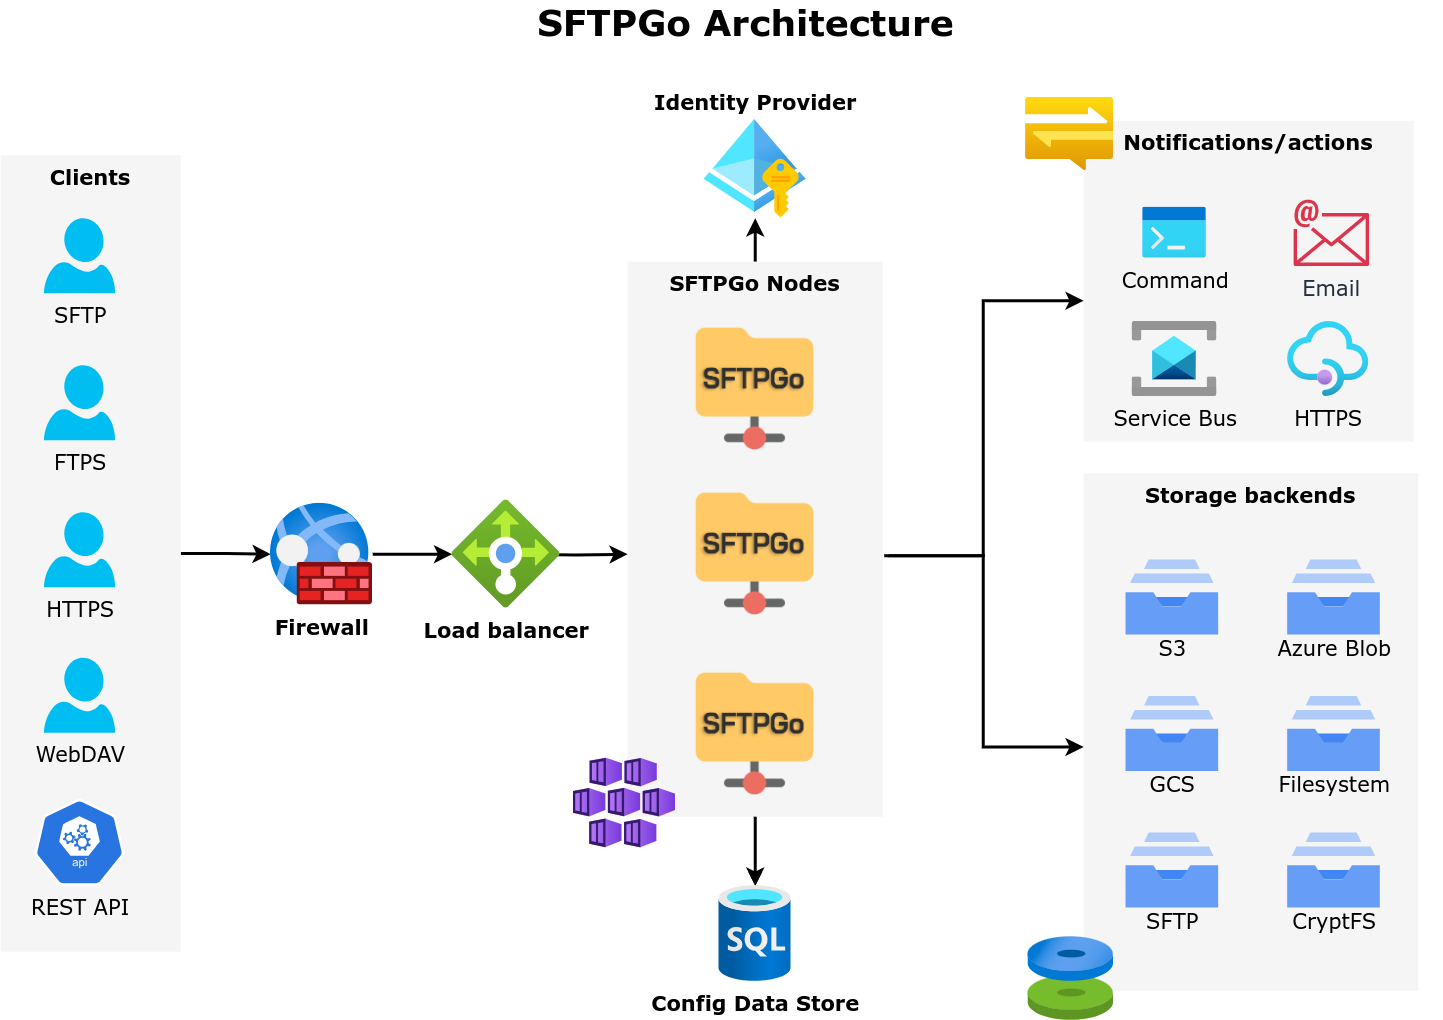 SFTPGo Architecture
Clients
SFTP
FTPS
HTTPS
WebDAV
api
REST API
Firewall
Load balancer
Identity Provider
SFTPGo Nodes
SFTPGo
SFTPGo
SFTPGo
SQL
Config Data Store
Notifications/actions
Command
@
Email
Service Bus
HTTPS
Storage backends
S3
Azure Blob
GCS
Filesystem
SFTP
CryptFS